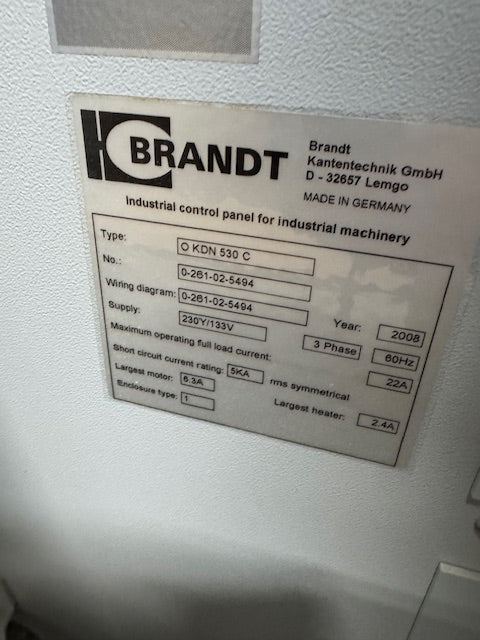 BRANDT
Brandt
Kantentechnik GmbH
D - 32657 Lemgo
MADE IN GERMANY
Industrial control panel for industrial machinery
Type: O KDN 530 C
No.: 0-261-02-5494
Wiring diagram: 0-261-02-5494 Year: 2008
Supply: 230Y/133V 3 Phase 60Hz
Maximum operating full load current: 22A
Short circuit current rating: 5KA rms symmetrical
Largest motor: 6.3A Largest heater: 2.4A
Enclosure type: 1